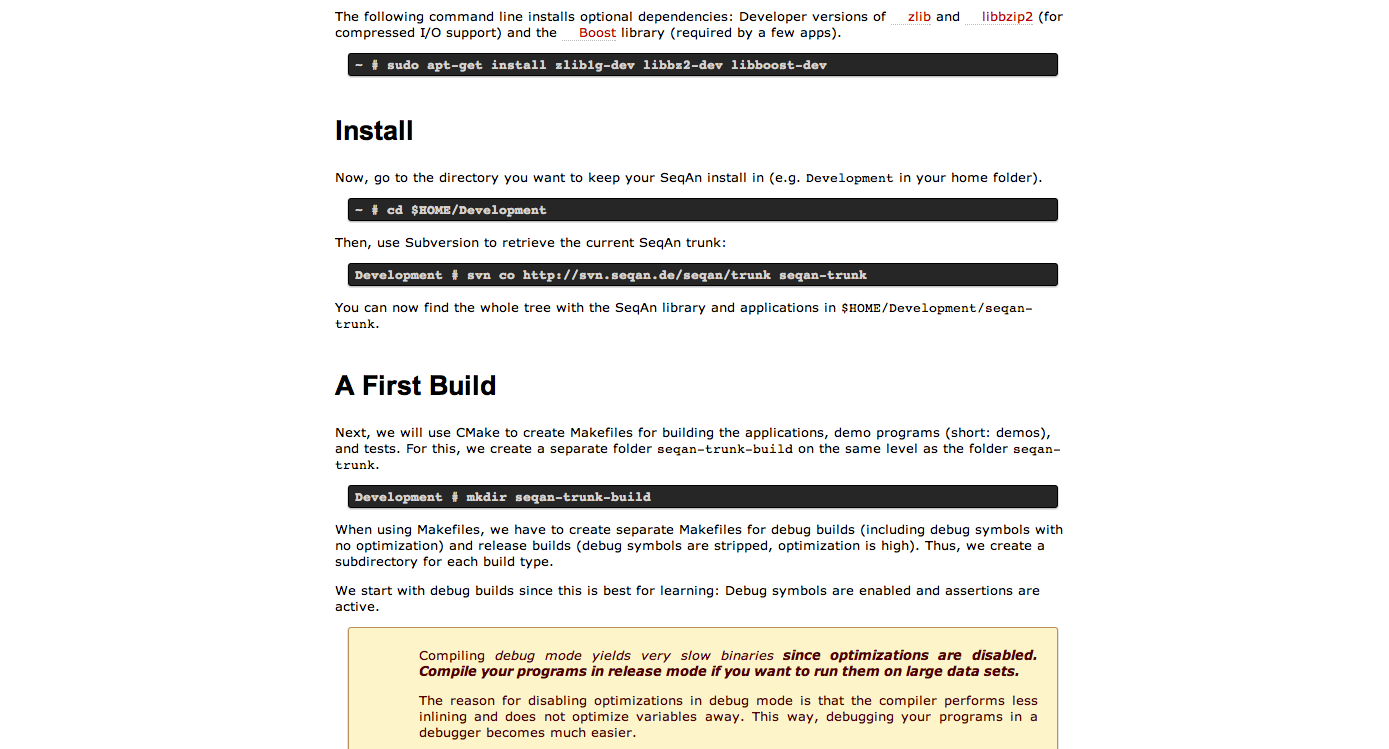 The following command line installs optional dependencies: Developer versions of zlib and libbzip2 (for
compressed I/O support) and the Boost library (required by a few apps).
~ # sudo apt-get install zlib1g-dev libbz2-dev libboost-dev
Install
Now, go to the directory you want to keep your SeqAn install in (e.g. Development in your home folder).
~ # cd $HOME/Development
Then, use Subversion to retrieve the current SeqAn trunk:
Development # svn co http://svn.seqan.de/seqan/trunk seqan-trunk
You can now find the whole tree with the SeqAn library and applications in $HOME/Development/seqan-
trunk.
A First Build
Next, we will use CMake to create Makefiles for building the applications, demo programs (short: demos),
and tests. For this, we create a separate folder seqan-trunk-build on the same level as the folder seqan-
trunk.
Development # mkdir seqan-trunk-build
When using Makefiles, we have to create separate Makefiles for debug builds (including debug symbols with
no optimization) and release builds (debug symbols are stripped, optimization is high). Thus, we create a
subdirectory for each build type.
We start with debug builds since this is best for learning: Debug symbols are enabled and assertions are
active.
Compiling debug mode yields very slow binaries since optimizations are disabled.
Compile your programs in release mode if you want to run them on large data sets.
The reason for disabling optimizations in debug mode is that the compiler performs less
inlining and does not optimize variables away. This way, debugging your programs in a
debugger becomes much easier.